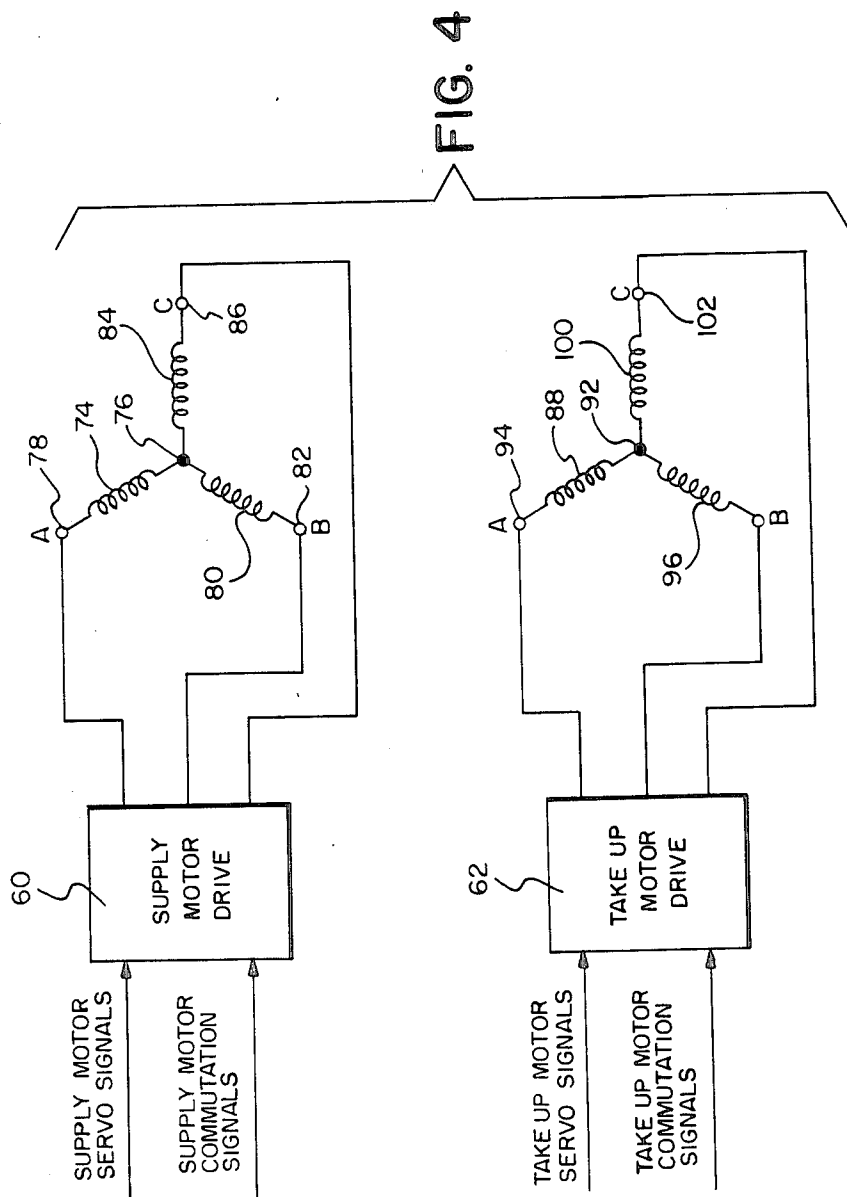 SUPPLY MOTOR
SERVO SIGNALS
SUPPLY MOTOR
COMMUTATION
SIGNALS
60
SUPPLY
MOTOR
DRIVE
A
78
74
76
84
C
86
80
82
B
TAKE UP MOTOR
SERVO SIGNALS
TAKE UP MOTOR
COMMUTATION
SIGNALS
62
TAKE UP
MOTOR
DRIVE
A
94
88
92
100
C
102
96
B
FIG. 4